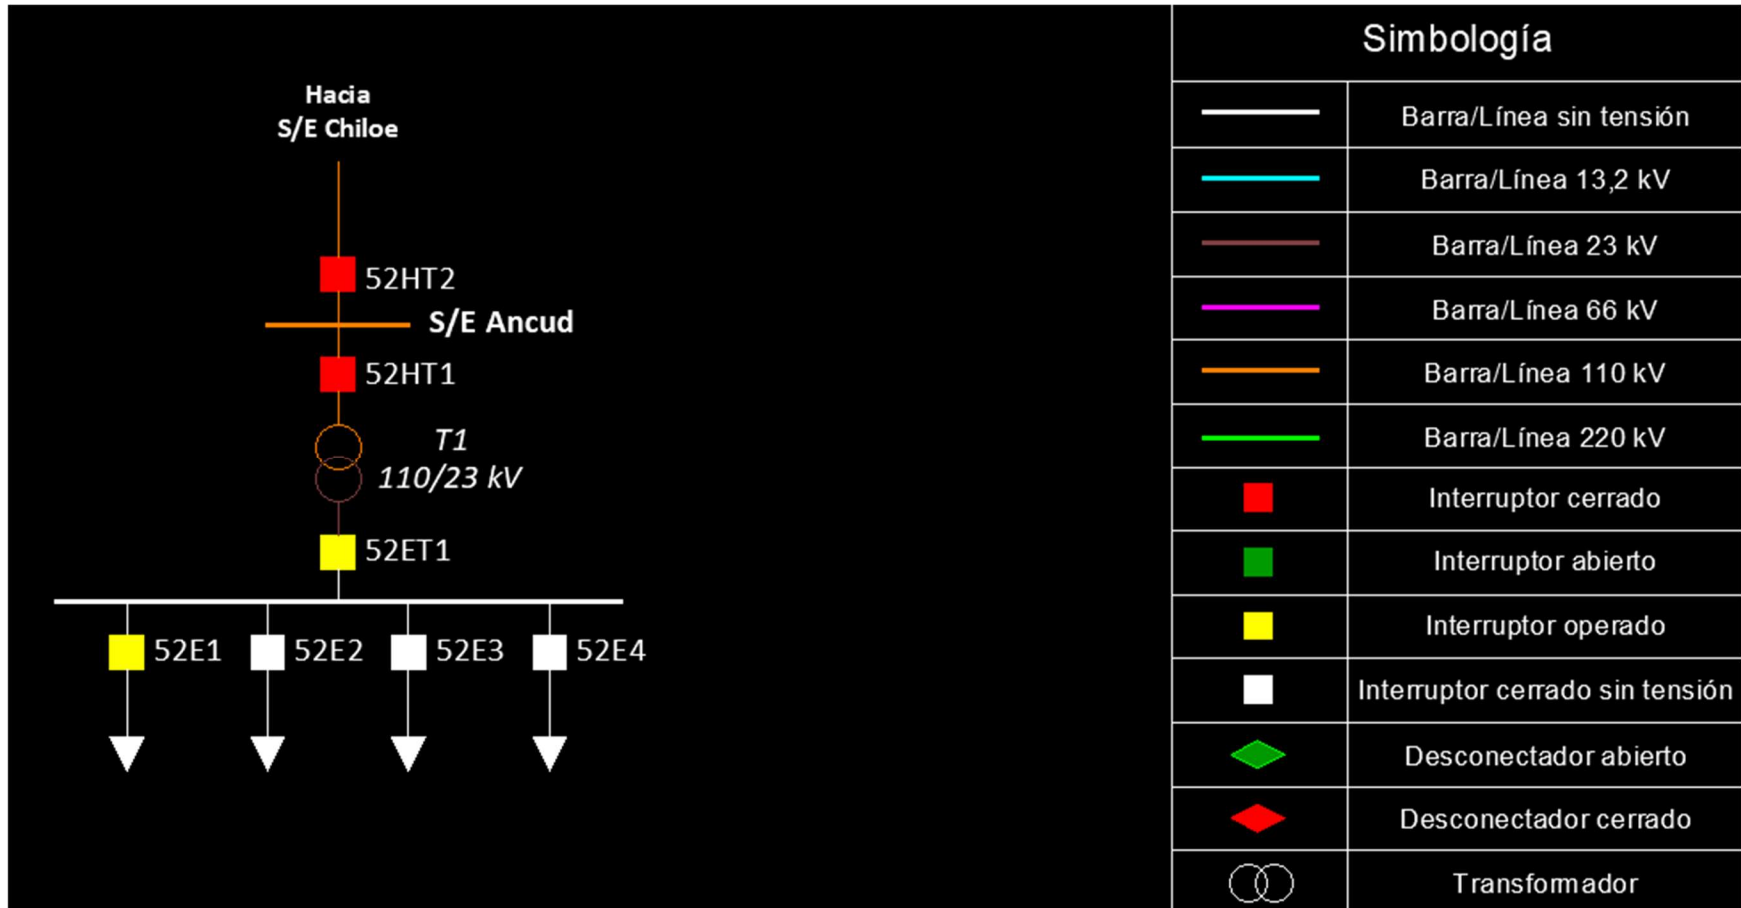 Hacia
S/E Chiloe
52HT2
S/E Ancud
52HT1
T1
110/23 kV
52ET1
52E1
52E2
52E3
52E4
Simbología
Barra/Línea sin tensión
Barra/Línea 13,2 kV
Barra/Línea 23 kV
Barra/Línea 66 kV
Barra/Línea 110 kV
Barra/Línea 220 kV
Interruptor cerrado
Interruptor abierto
Interruptor operado
Interruptor cerrado sin tensión
Desconectador abierto
Desconectador cerrado
Transformador